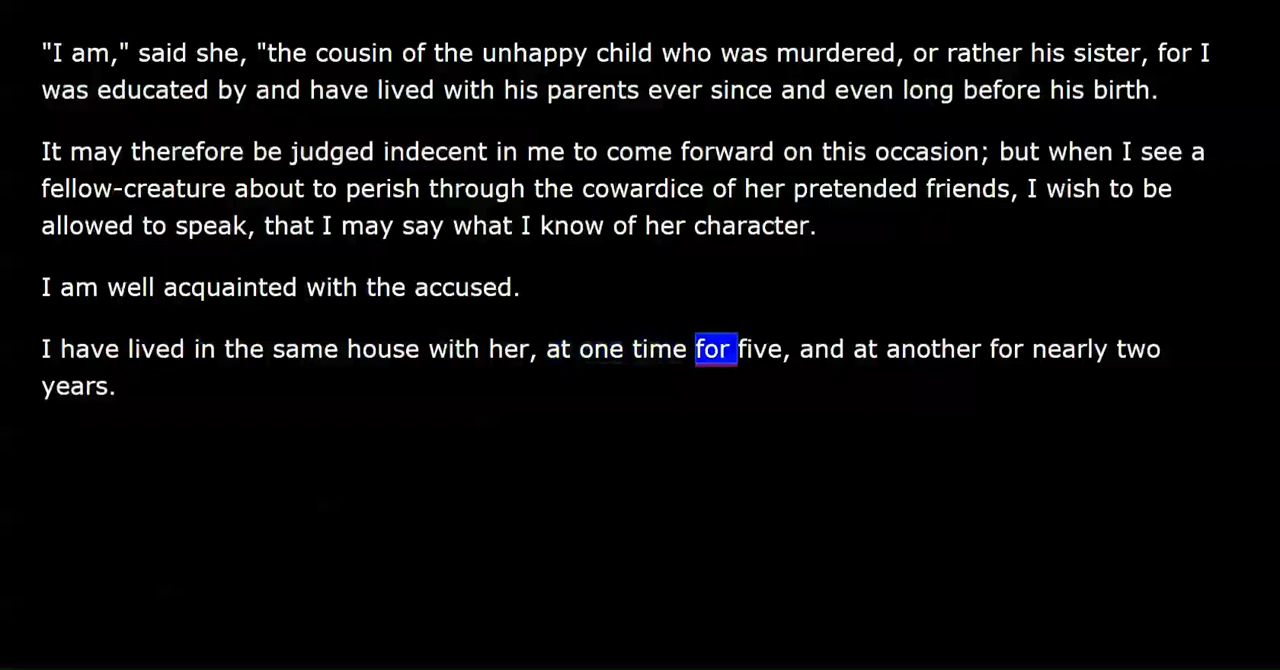 "I am," said she, "the cousin of the unhappy child who was murdered, or rather his sister, for I
was educated by and have lived with his parents ever since and even long before his birth.
It may therefore be judged indecent in me to come forward on this occasion; but when I see a
fellow-creature about to perish through the cowardice of her pretended friends, I wish to be
allowed to speak, that I may say what I know of her character.
I am well acquainted with the accused.
I have lived in the same house with her, at one time for five, and at another for nearly two
years.